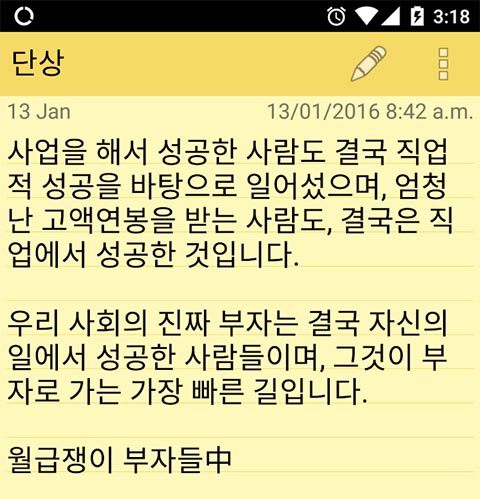 3:18
단상
13 Jan 13/01/2016 8:42 a.m.
사업을 해서 성공한 사람도 결국 직업
적 성공을 바탕으로 일어섰으며, 엄청
난 고액연봉을 받는 사람도, 결국은 직
업에서 성공한 것입니다.
우리 사회의 진짜 부자는 결국 자신의
일에서 성공한 사람들이며, 그것이 부
자로 가는 가장 빠른 길입니다.
월급쟁이 부자들中